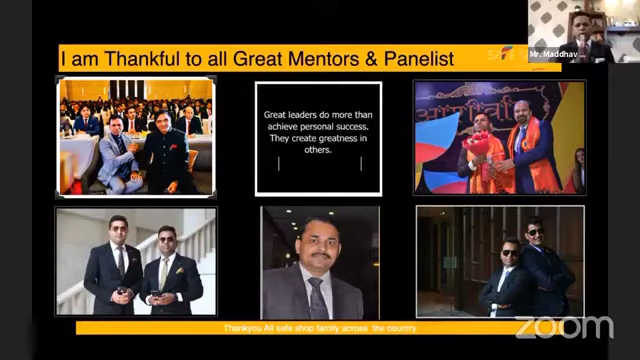 I am Thankful to all Great Mentors & Panelist
Mr. Maddhav
Great leaders do more than
achieve personal success.
They create greatness in
others.
Thankyou All safe shop family across the country
zoom